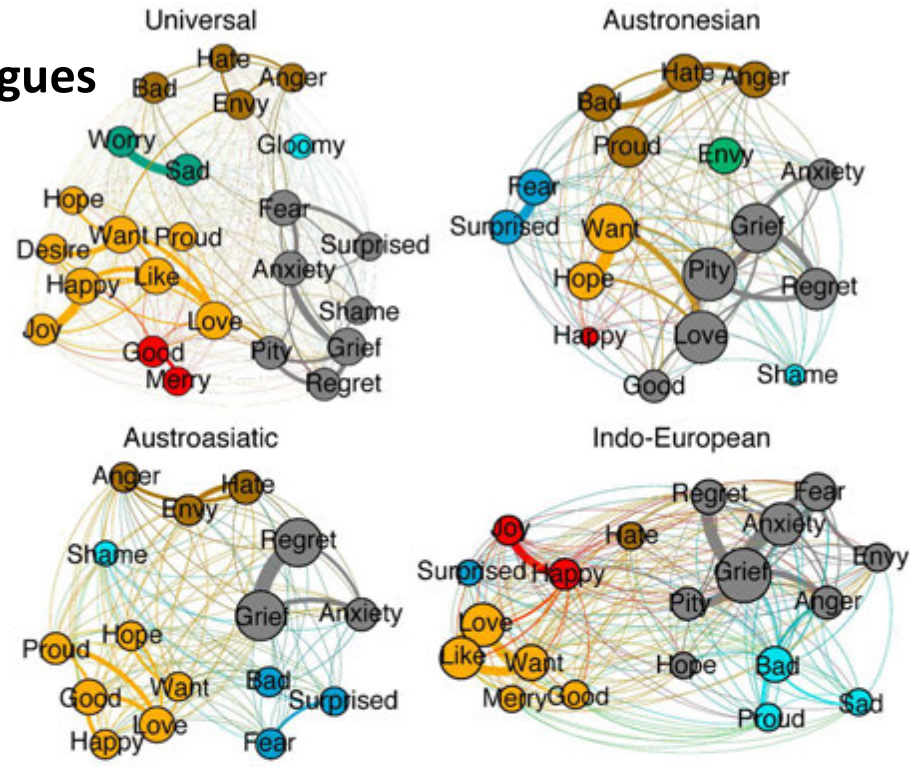 Universal
Austronesian
gues
Hate
Anger
Bad
Envy
Worry
Gloomy
Sad
Hope
Fear
Desire
Want
Proud
Surprised
Happy
Like
Anxiety
Joy
Love
Shame
Good
Pity
Grief
Merry
Regret
Hate
Anger
Bad
Proud
Envy
Anxiety
Fear
Surprised
Want
Grief
Hope
Pity
Regret
Happy
Love
Good
Shame
Austroasiatic
Indo-European
Anger
Hate
Envy
Shame
Regret
Grief
Anxiety
Proud
Hope
Good
Want
Bad
Surprised
Love
Happy
Fear
Regret
Fear
Joy
Hate
Anxiety
Surprised
Happy
Grief
Envy
Love
Pity
Anger
Like
Want
Hope
Bad
Merry
Good
Proud
Sad